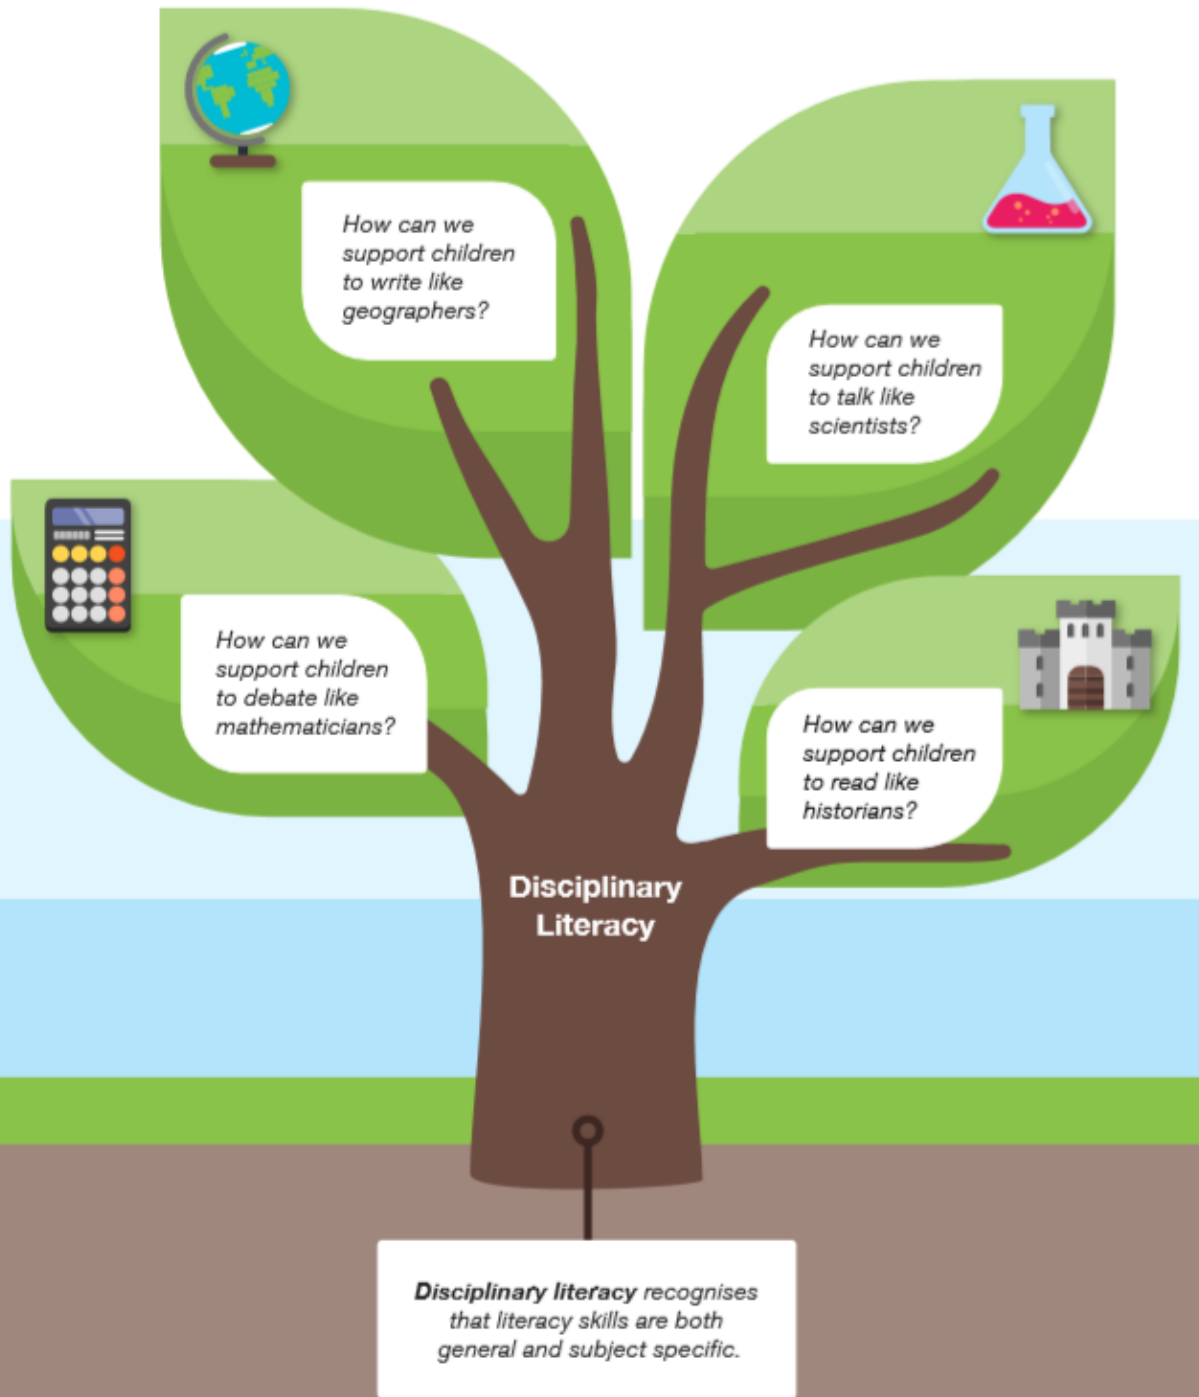 How can we
support children
to write like
geographers?
How can we
support children
to talk like
scientists?
How can we
support children
to debate like
mathematicians?
How can we
support children
to read like
historians?
Disciplinary
Literacy
Disciplinary literacy recognises
that literacy skills are both
general and subject specific.